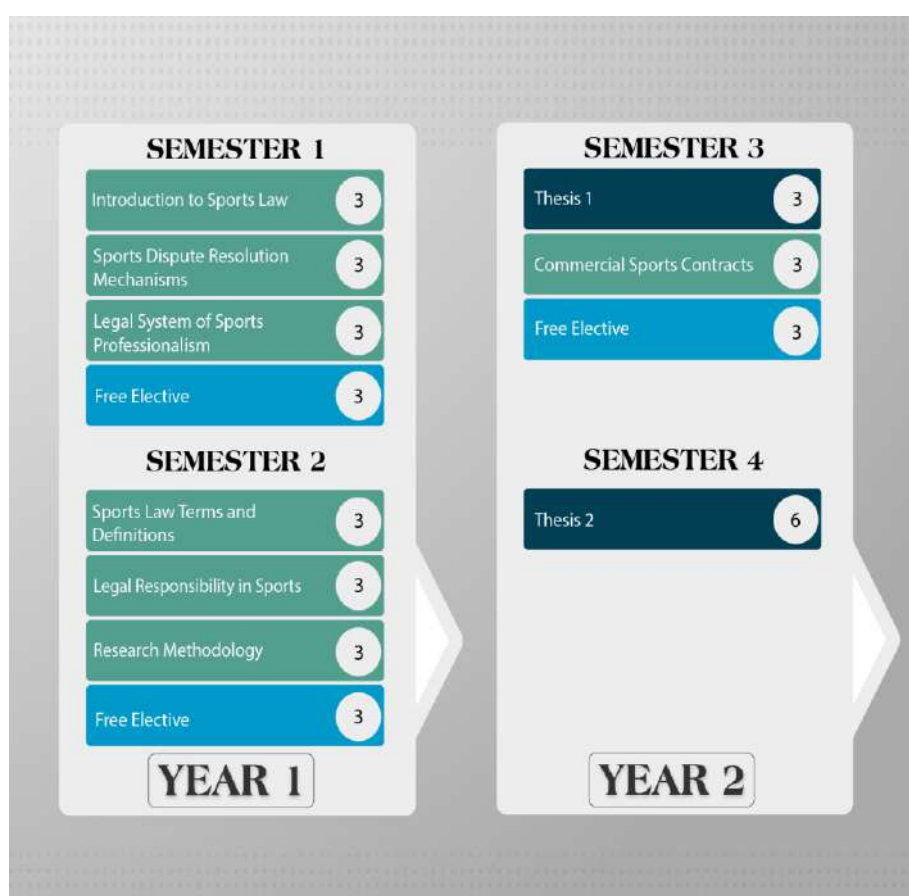 SEMESTER 1
Introduction to Sports Law 3
Sports Dispute Resolution
Mechanisms 3
Legal System of Sports
Professionalism 3
Free Elective 3
SEMESTER 2
Sports Law Terms and
Definitions 3
Legal Responsibility in Sports 3
Research Methodology 3
Free Elective 3
YEAR 1
SEMESTER 3
Thesis 1 3
Commercial Sports Contracts 3
Free Elective 3
SEMESTER 4
Thesis 2 6
YEAR 2